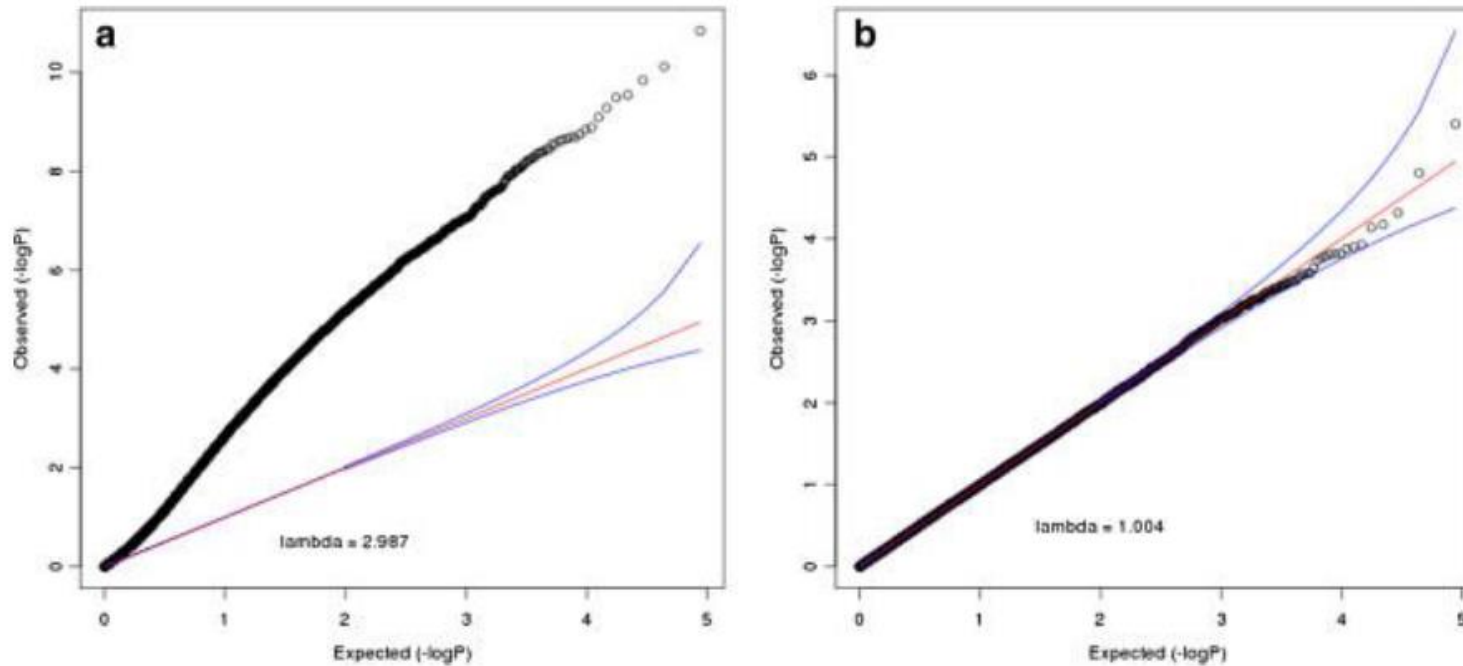 a
10
8
6
4
2
0
Observed (-logP)
lambda = 2.987
0 1 2 3 4 5
Expected (-logP)
b
6
5
4
3
2
1
0
Observed (-logP)
lambda = 1.004
0 1 2 3 4 5
Expected (-logP)